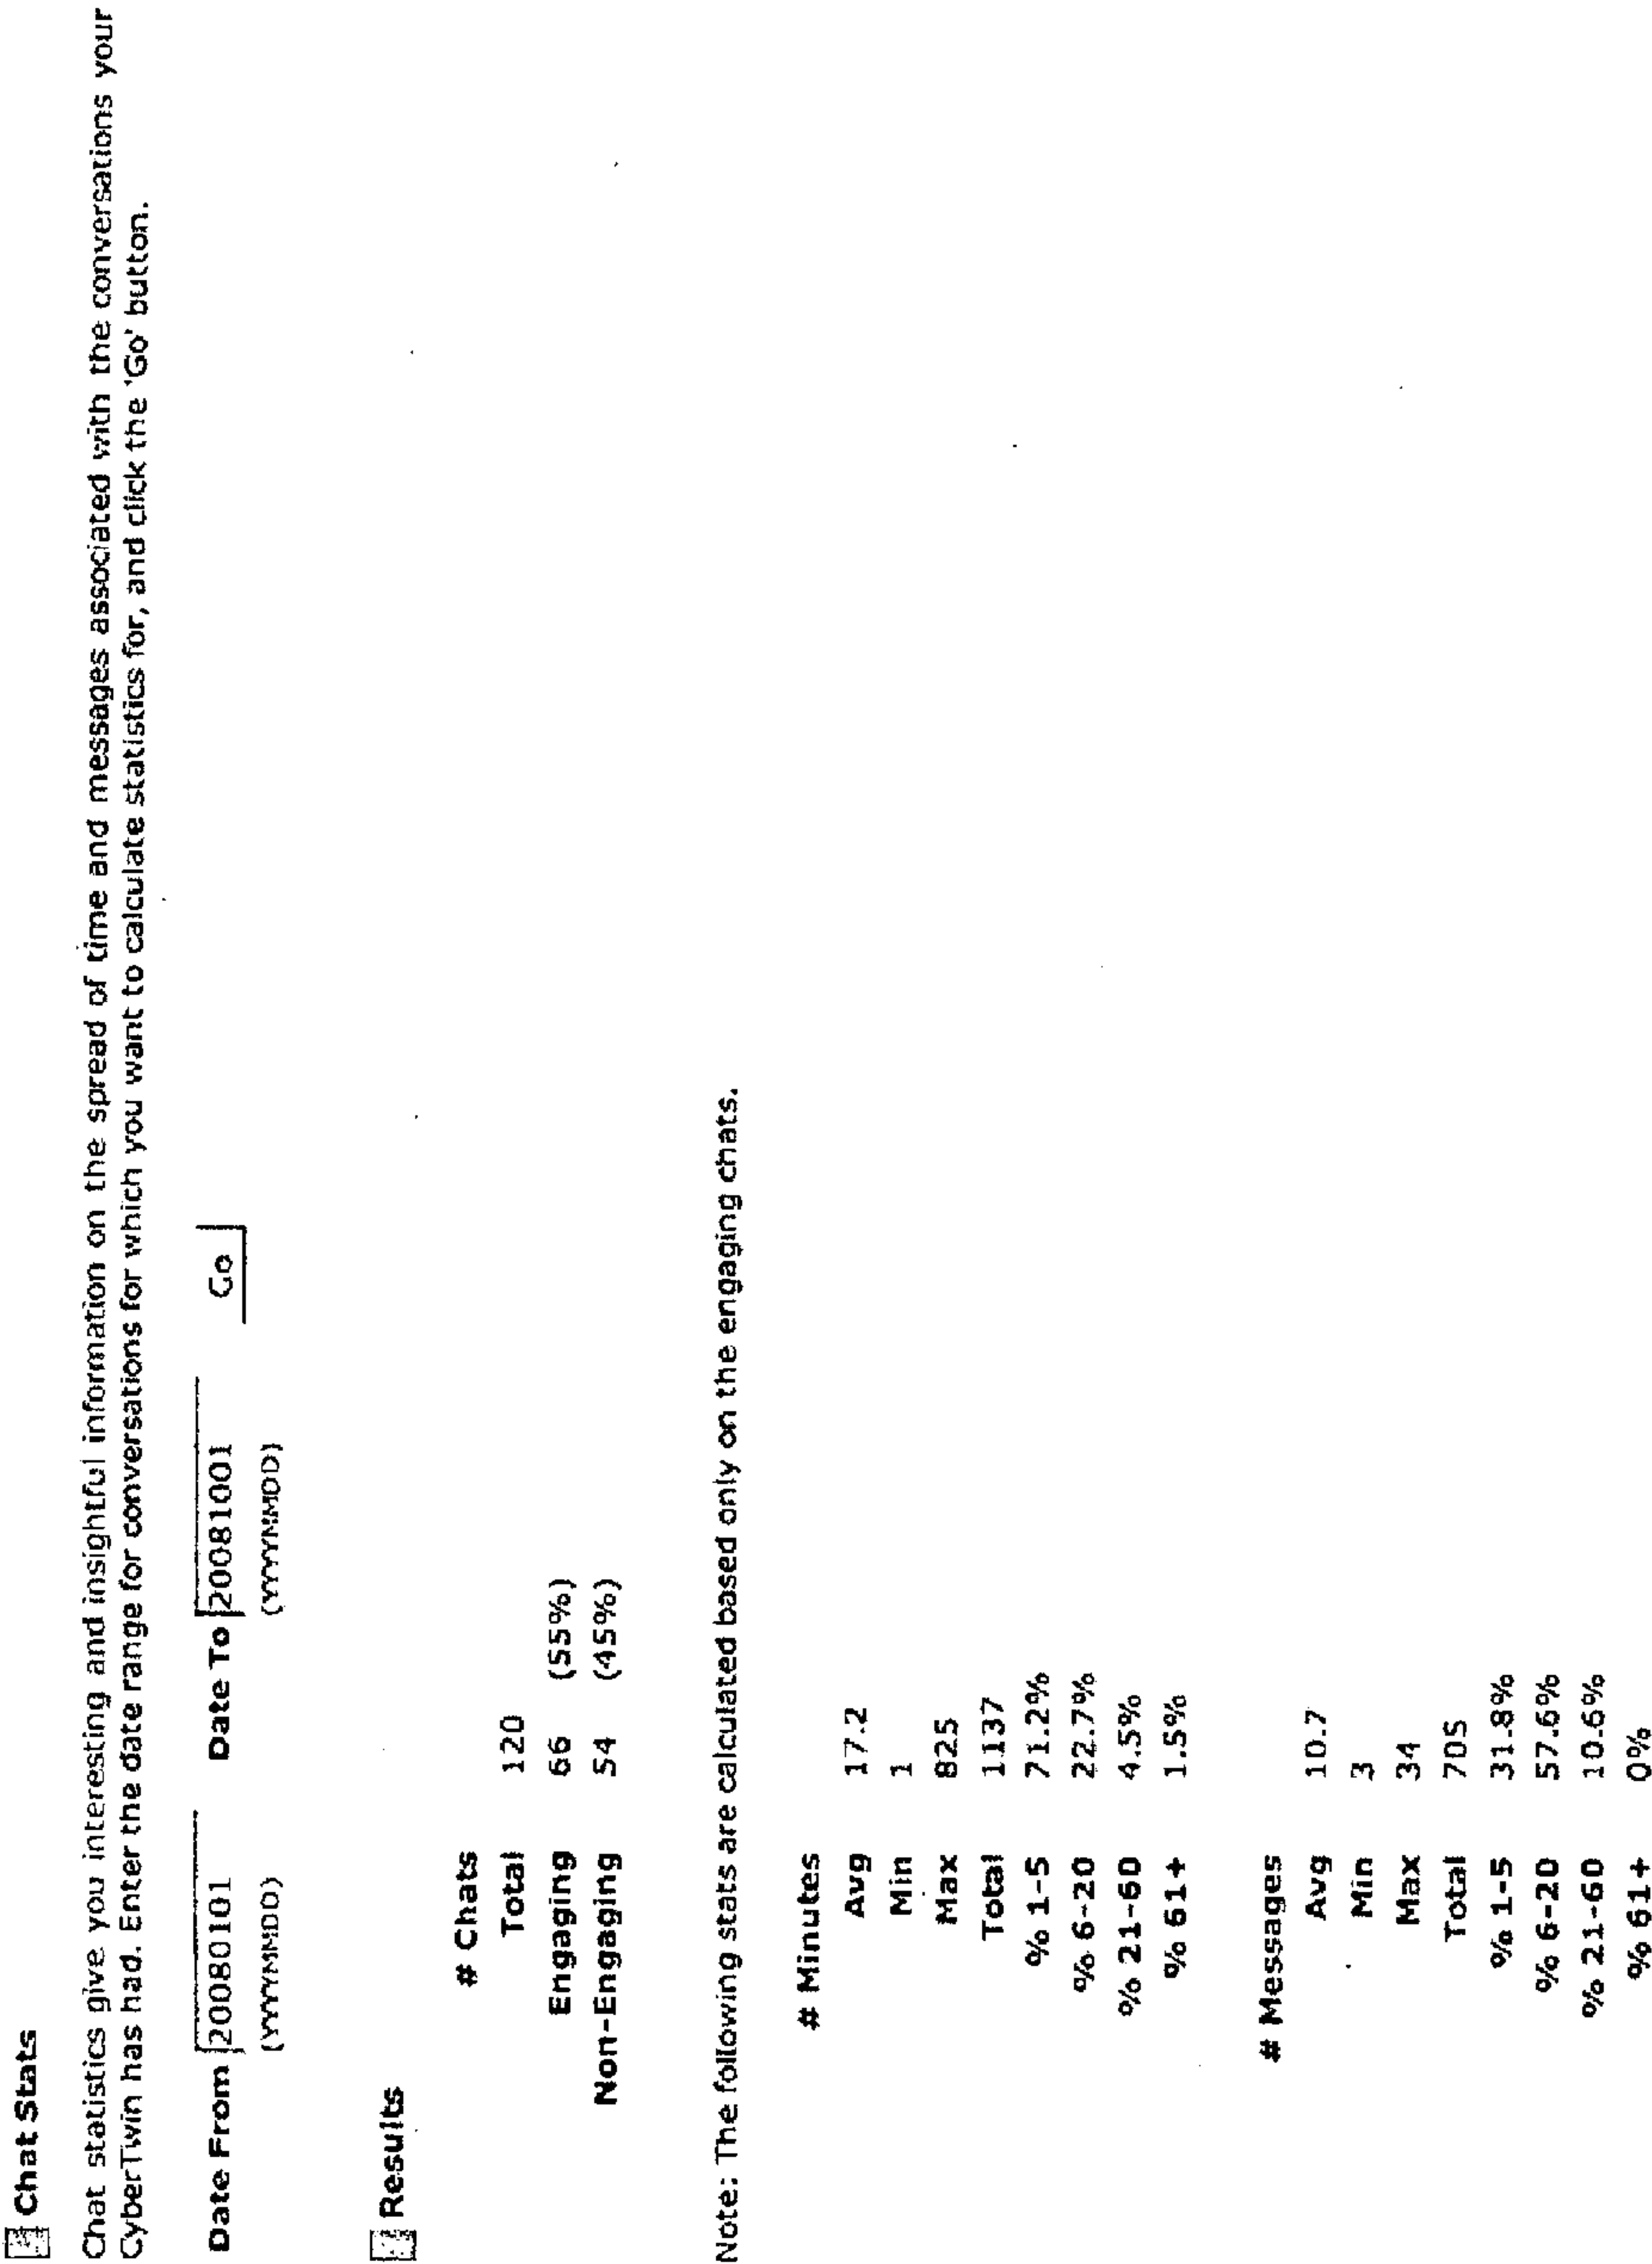 Chat Stats
Chat statistics give you interesting and insightful information on the spread of time and messages associated with the conversations your
CyberTwin has had. Enter the date range for conversations for which you want to calculate statistics for, and click the 'Go' button.
Date From 20080101 Date To 20081001 Go
(YYYYMMDD) (YYYYMMDD)
Results
# Chats
Total 120
Engaging 66 (55%)
Non-Engaging 54 (45%)
Note: The following stats are calculated based only on the engaging chats.
# Minutes
Avg 17.2
Min 1
Max 825
Total 1137
% 1-5 71.2%
% 6-20 22.7%
% 21-60 4.5%
% 61+ 1.5%
# Messages
Avg 10.7
Min 3
Max 34
Total 705
% 1-5 31.8%
% 6-20 57.6%
% 21-60 10.6%
% 61+ 0%